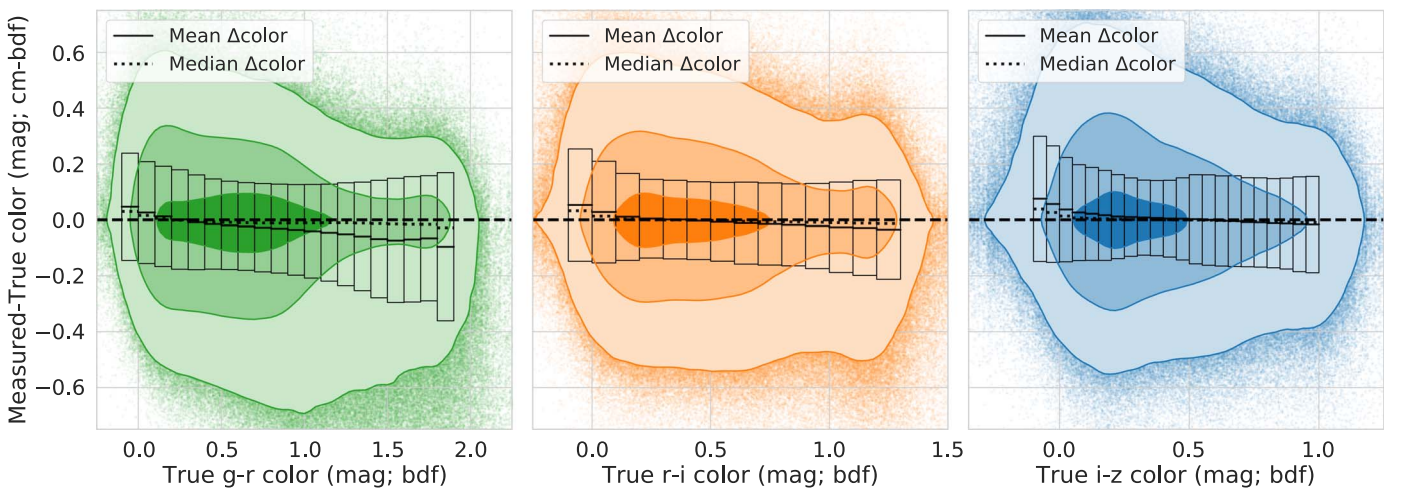 Measured-True color (mag; cm-bdf)
0.6
0.4
0.2
0.0
−0.2
−0.4
−0.6
Mean Δcolor
Median Δcolor
0.0 0.5 1.0 1.5 2.0
True g-r color (mag; bdf)
Mean Δcolor
Median Δcolor
0.0 0.5 1.0 1.5
True r-i color (mag; bdf)
Mean Δcolor
Median Δcolor
0.0 0.5 1.0
True i-z color (mag; bdf)